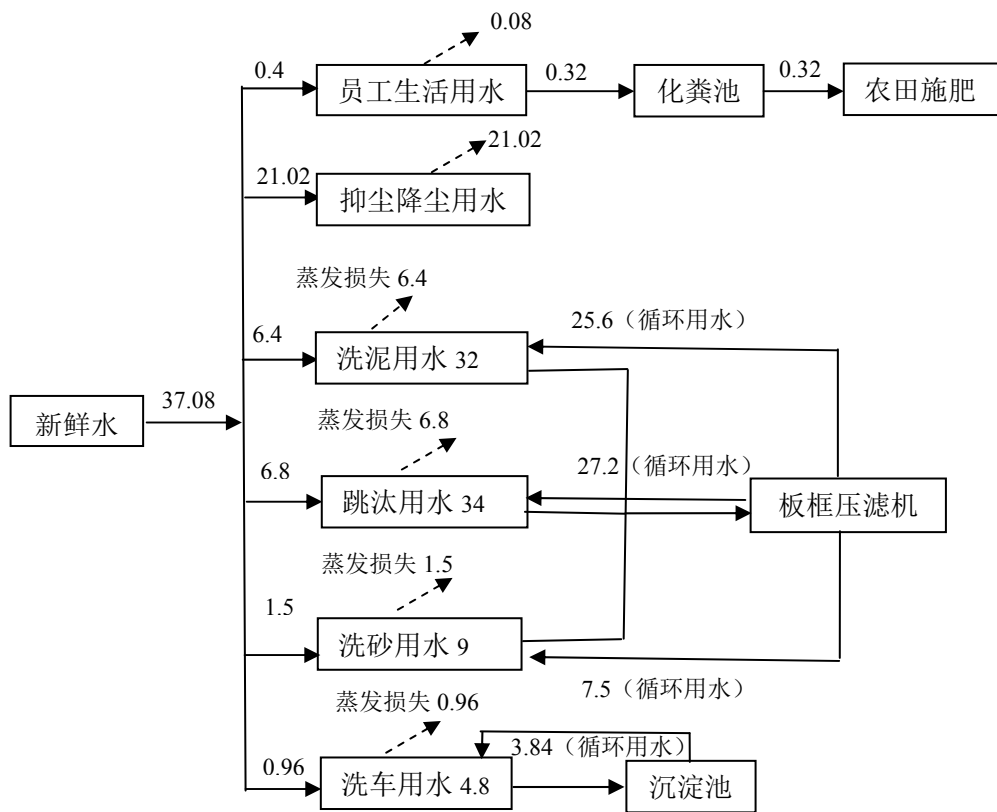 0.08
0.4
员工生活用水
0.32
化粪池
0.32
农田施肥
21.02
21.02
抑尘降尘用水
蒸发损失 6.4
25.6（循环用水）
6.4
洗泥用水 32
新鲜水
37.08
蒸发损失 6.8
6.8
27.2（循环用水）
跳汰用水 34
板框压滤机
蒸发损失 1.5
1.5
洗砂用水 9
7.5（循环用水）
蒸发损失 0.96
0.96
洗车用水 4.8
3.84（循环用水）
沉淀池